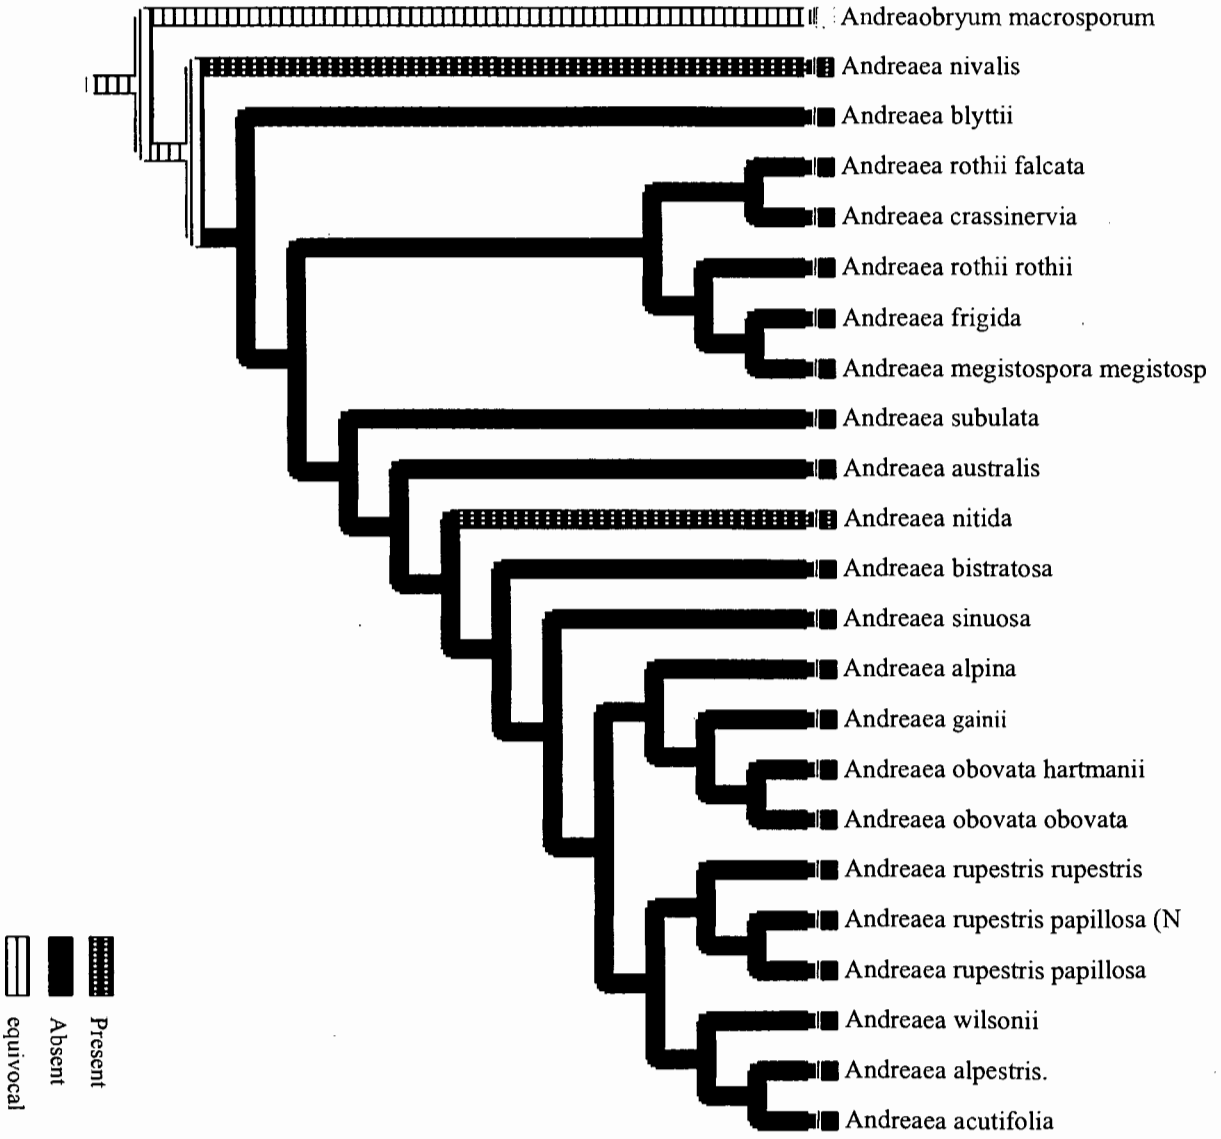 Andreaobryum macrosporum
Andreaea nivalis
Andreaea blyttii
Andreaea rothii falcata
Andreaea crassinervia
Andreaea rothii rothii
Andreaea frigida
Andreaea megistospora megistosp
Andreaea subulata
Andreaea australis
Andreaea nitida
Andreaea bistratosa
Andreaea sinuosa
Andreaea alpina
Andreaea gainii
Andreaea obovata hartmanii
Andreaea obovata obovata
Andreaea rupestris rupestris
Andreaea rupestris papillosa (N
Andreaea rupestris papillosa
Andreaea wilsonii
Andreaea alpestris.
Andreaea acutifolia
Present
Absent
equivocal